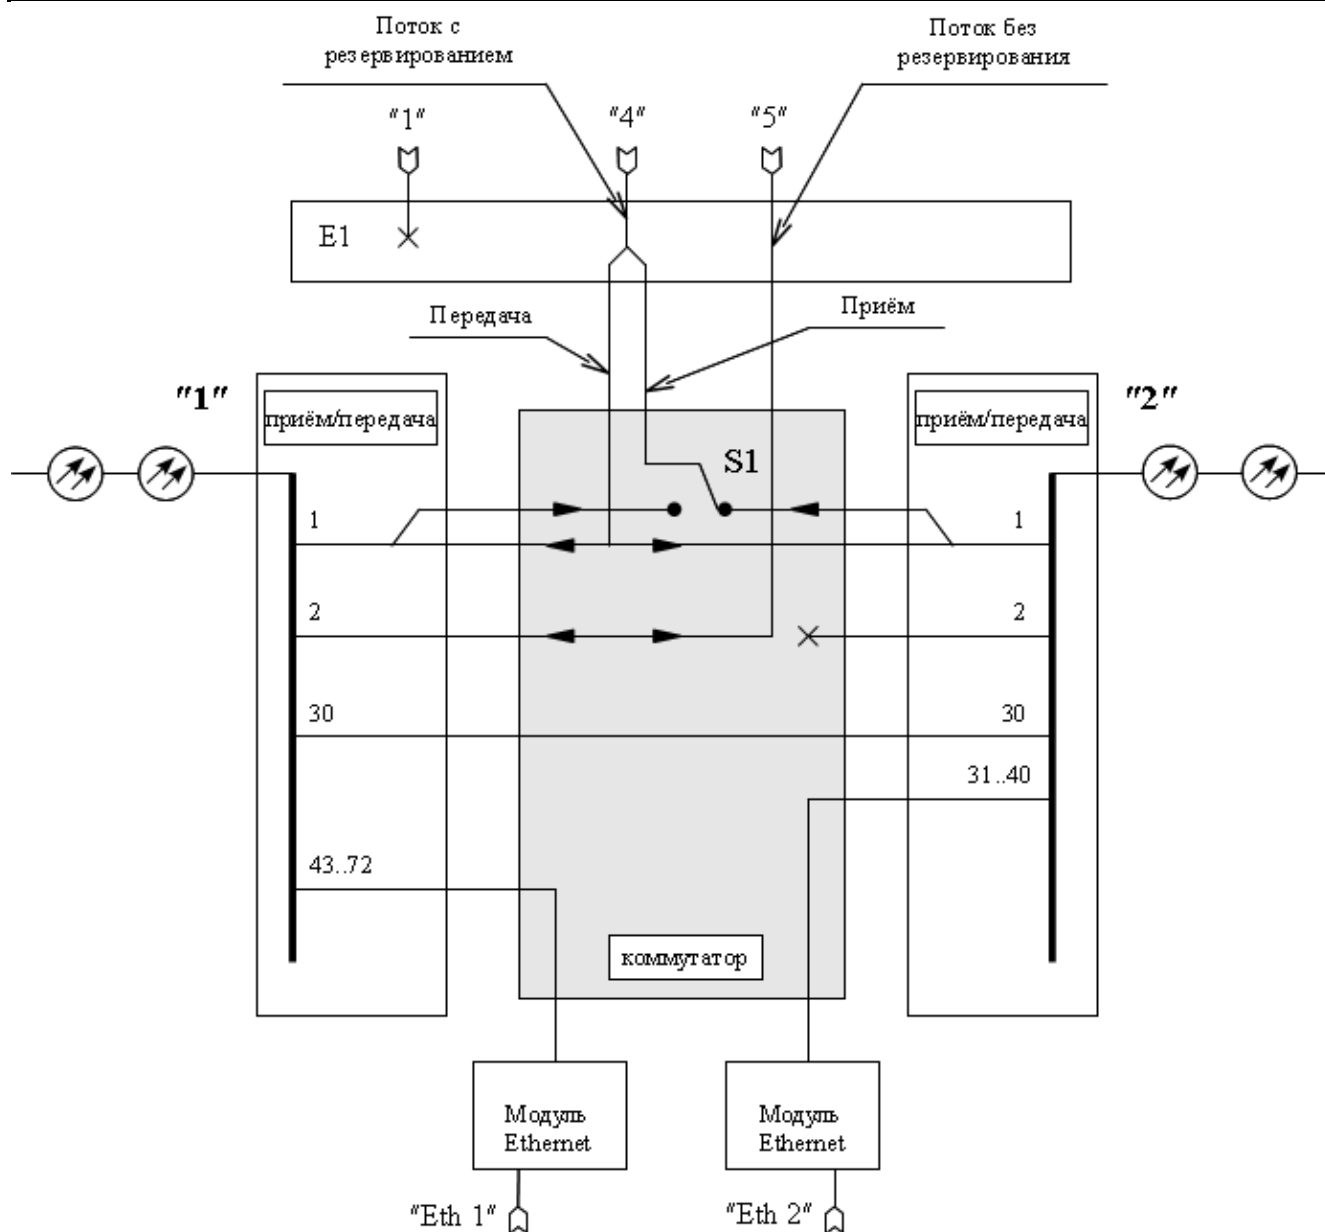 Поток с
резервированием
Поток без
резервирования
"1"
"4"
"5"
E1
Передача
Приём
"1"
"2"
приём/передача
приём/передача
S1
1
1
2
2
30
30
31..40
43..72
коммутатор
Модуль
Ethernet
Модуль
Ethernet
"Eth 1"
"Eth 2"